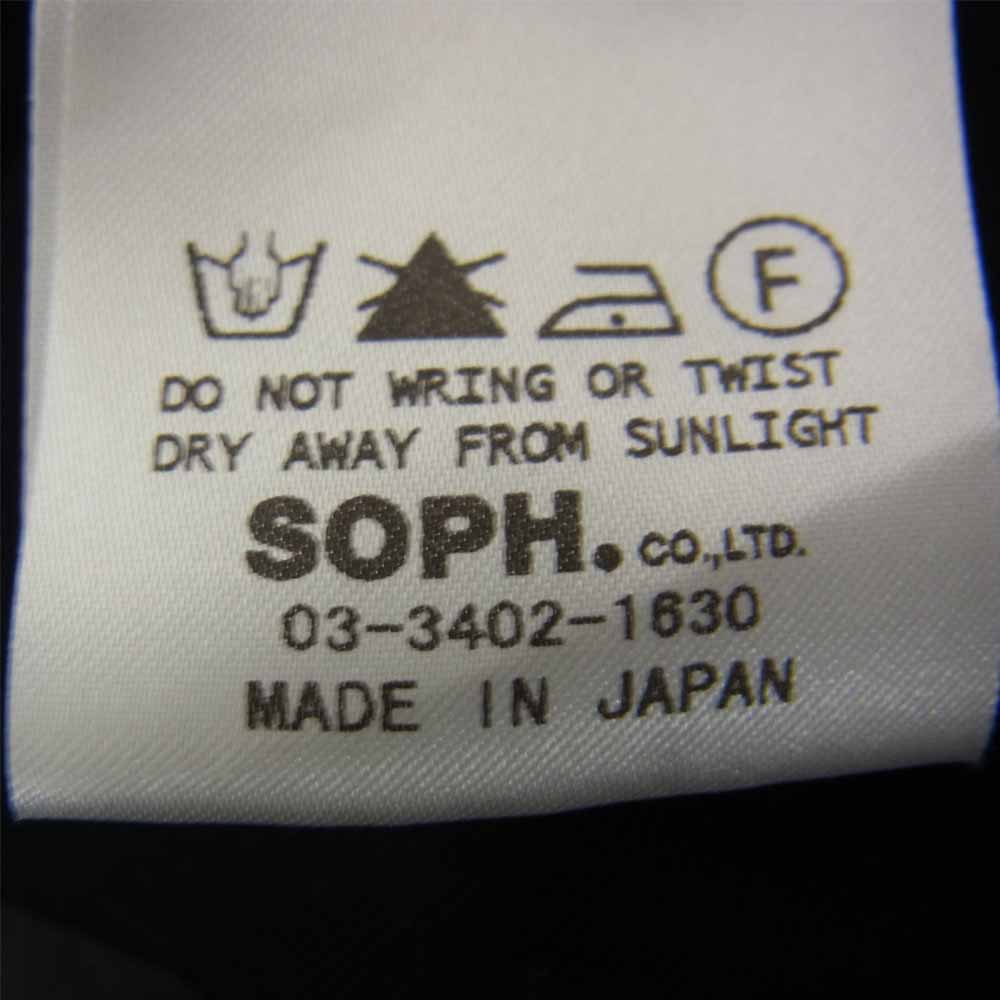 F
DO NOT WRING OR TWIST
DRY AWAY FROM SUNLIGHT
SOPH. CO.,LTD.
03-3402-1630
MADE IN JAPAN